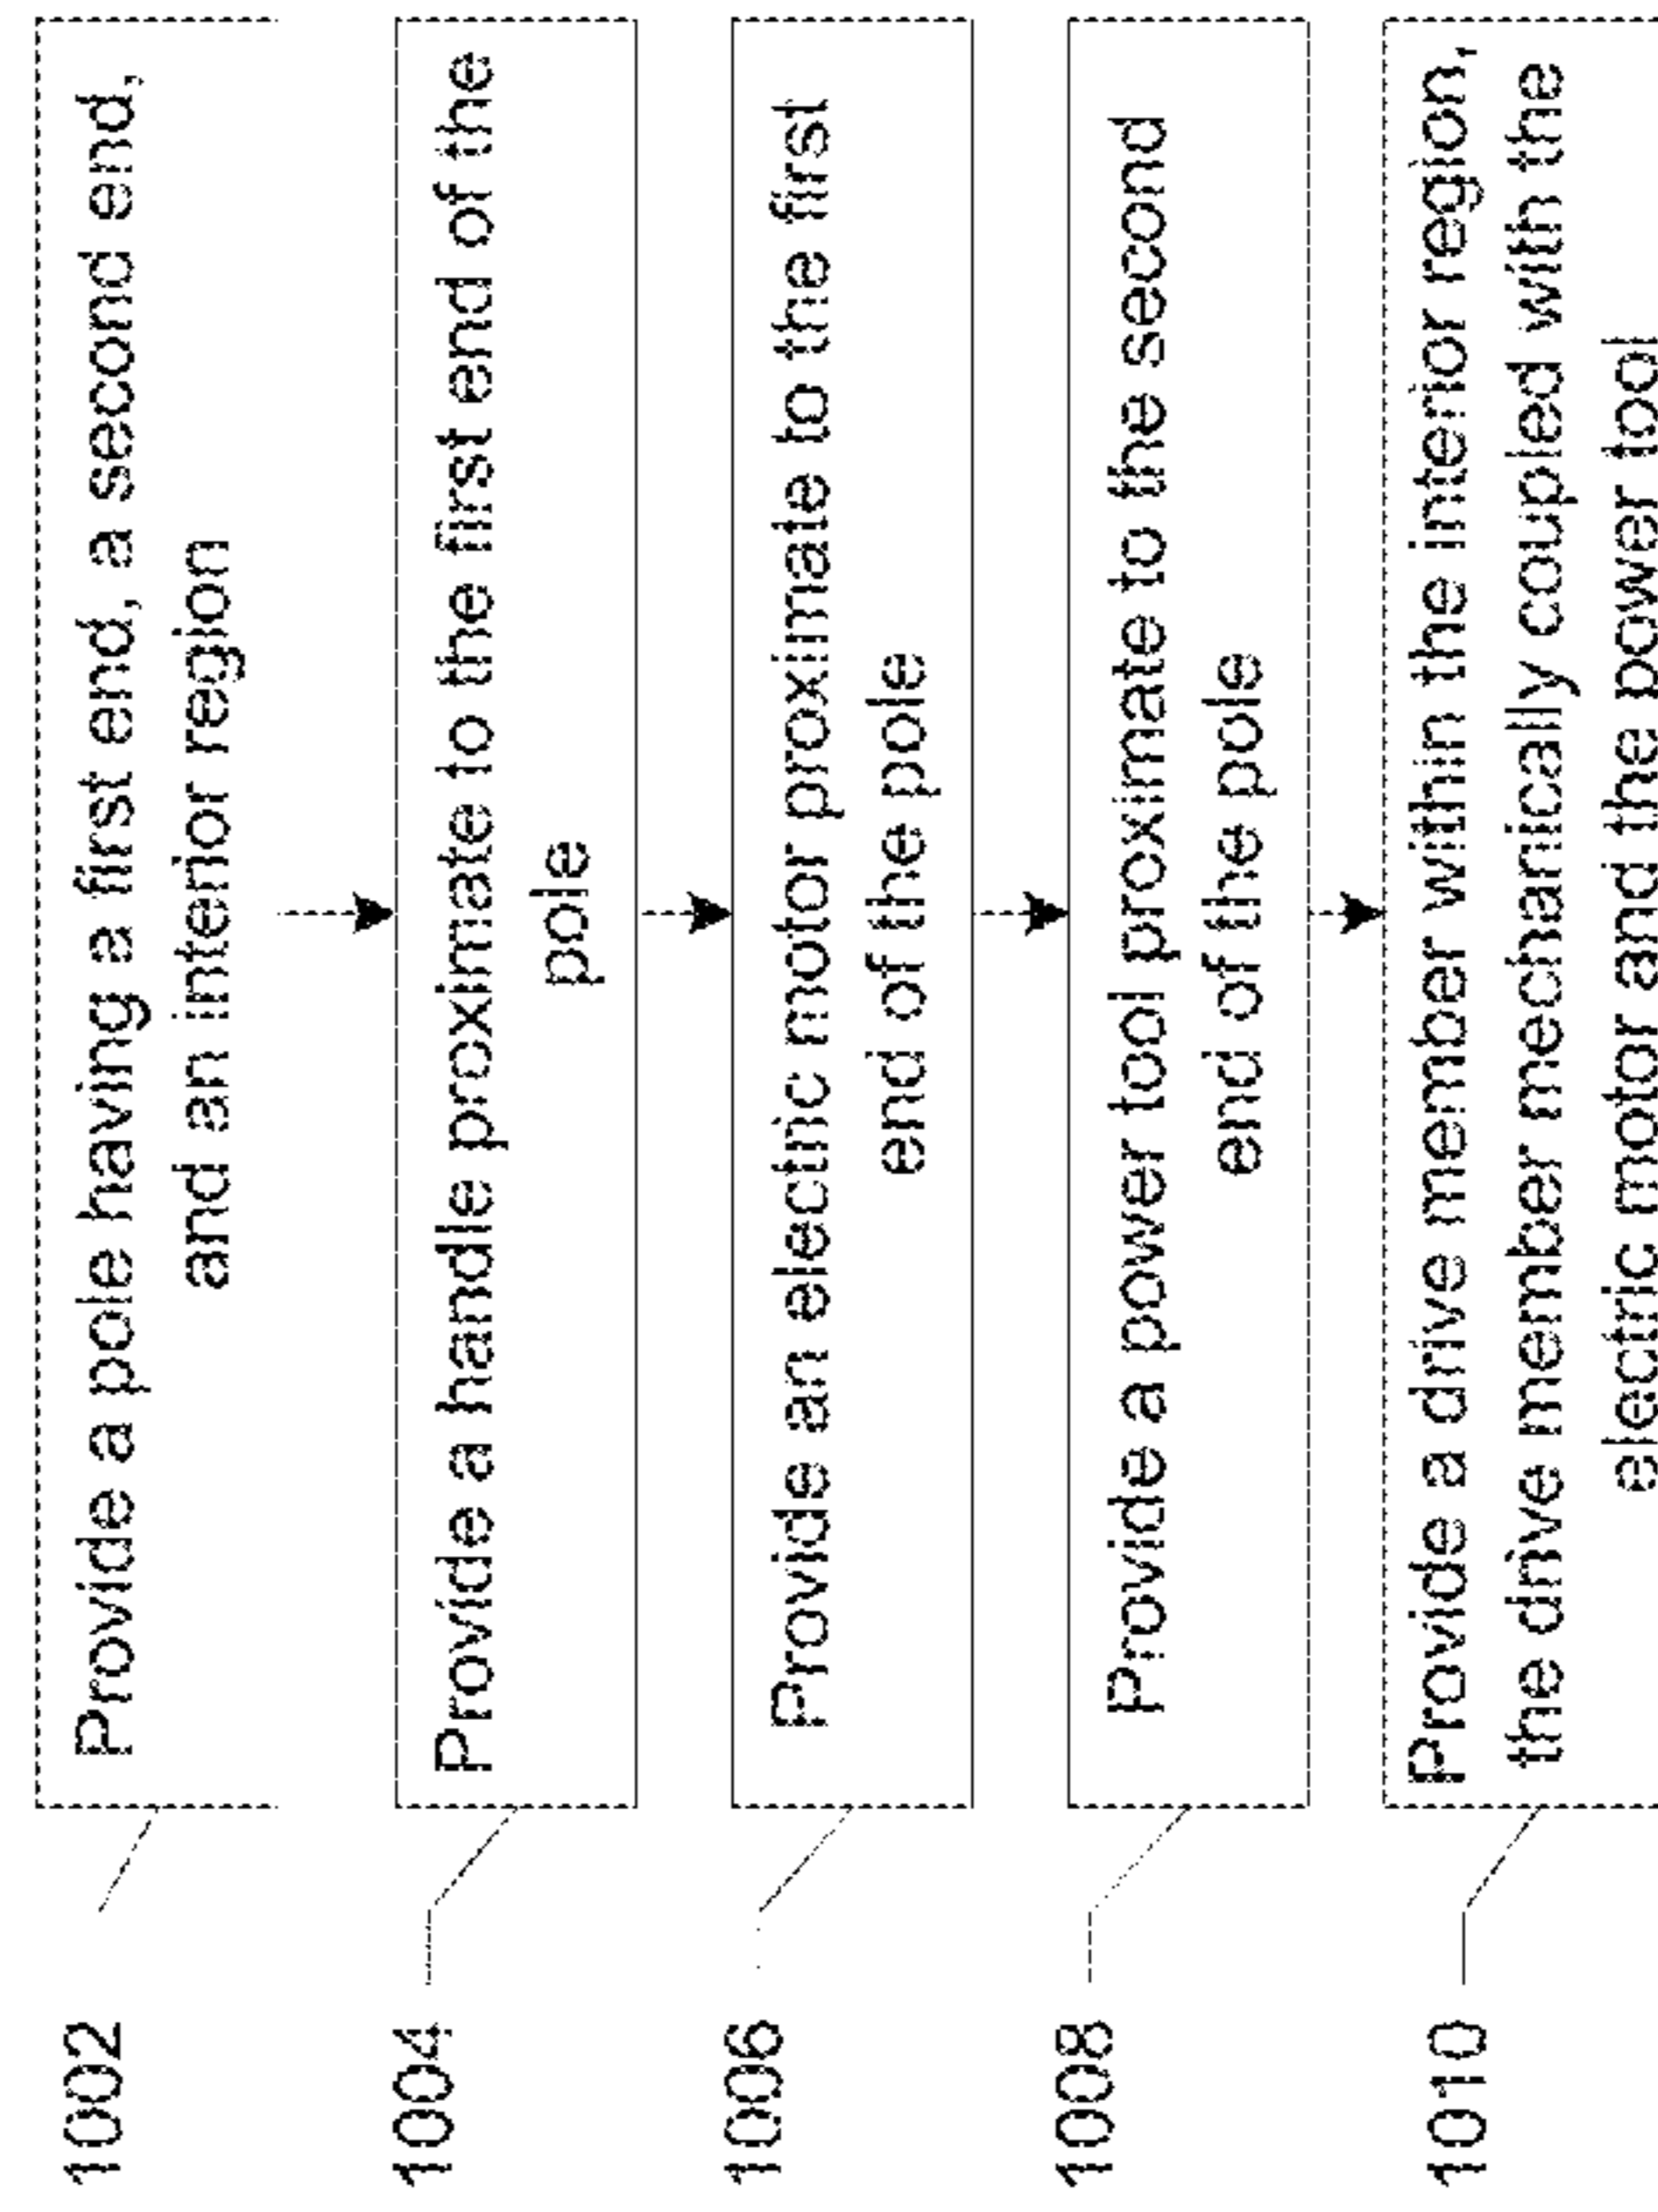 1002
Provide a pole having a first end, a second end,
and an interior region
1004
Provide a handle proximate to the first end of the
pole
1006
Provide an electric motor proximate to the first
end of the pole
1008
Provide a power tool proximate to the second
end of the pole
1010
Provide a drive member within the interior region,
the drive member mechanically coupled with the
electric motor and the power tool